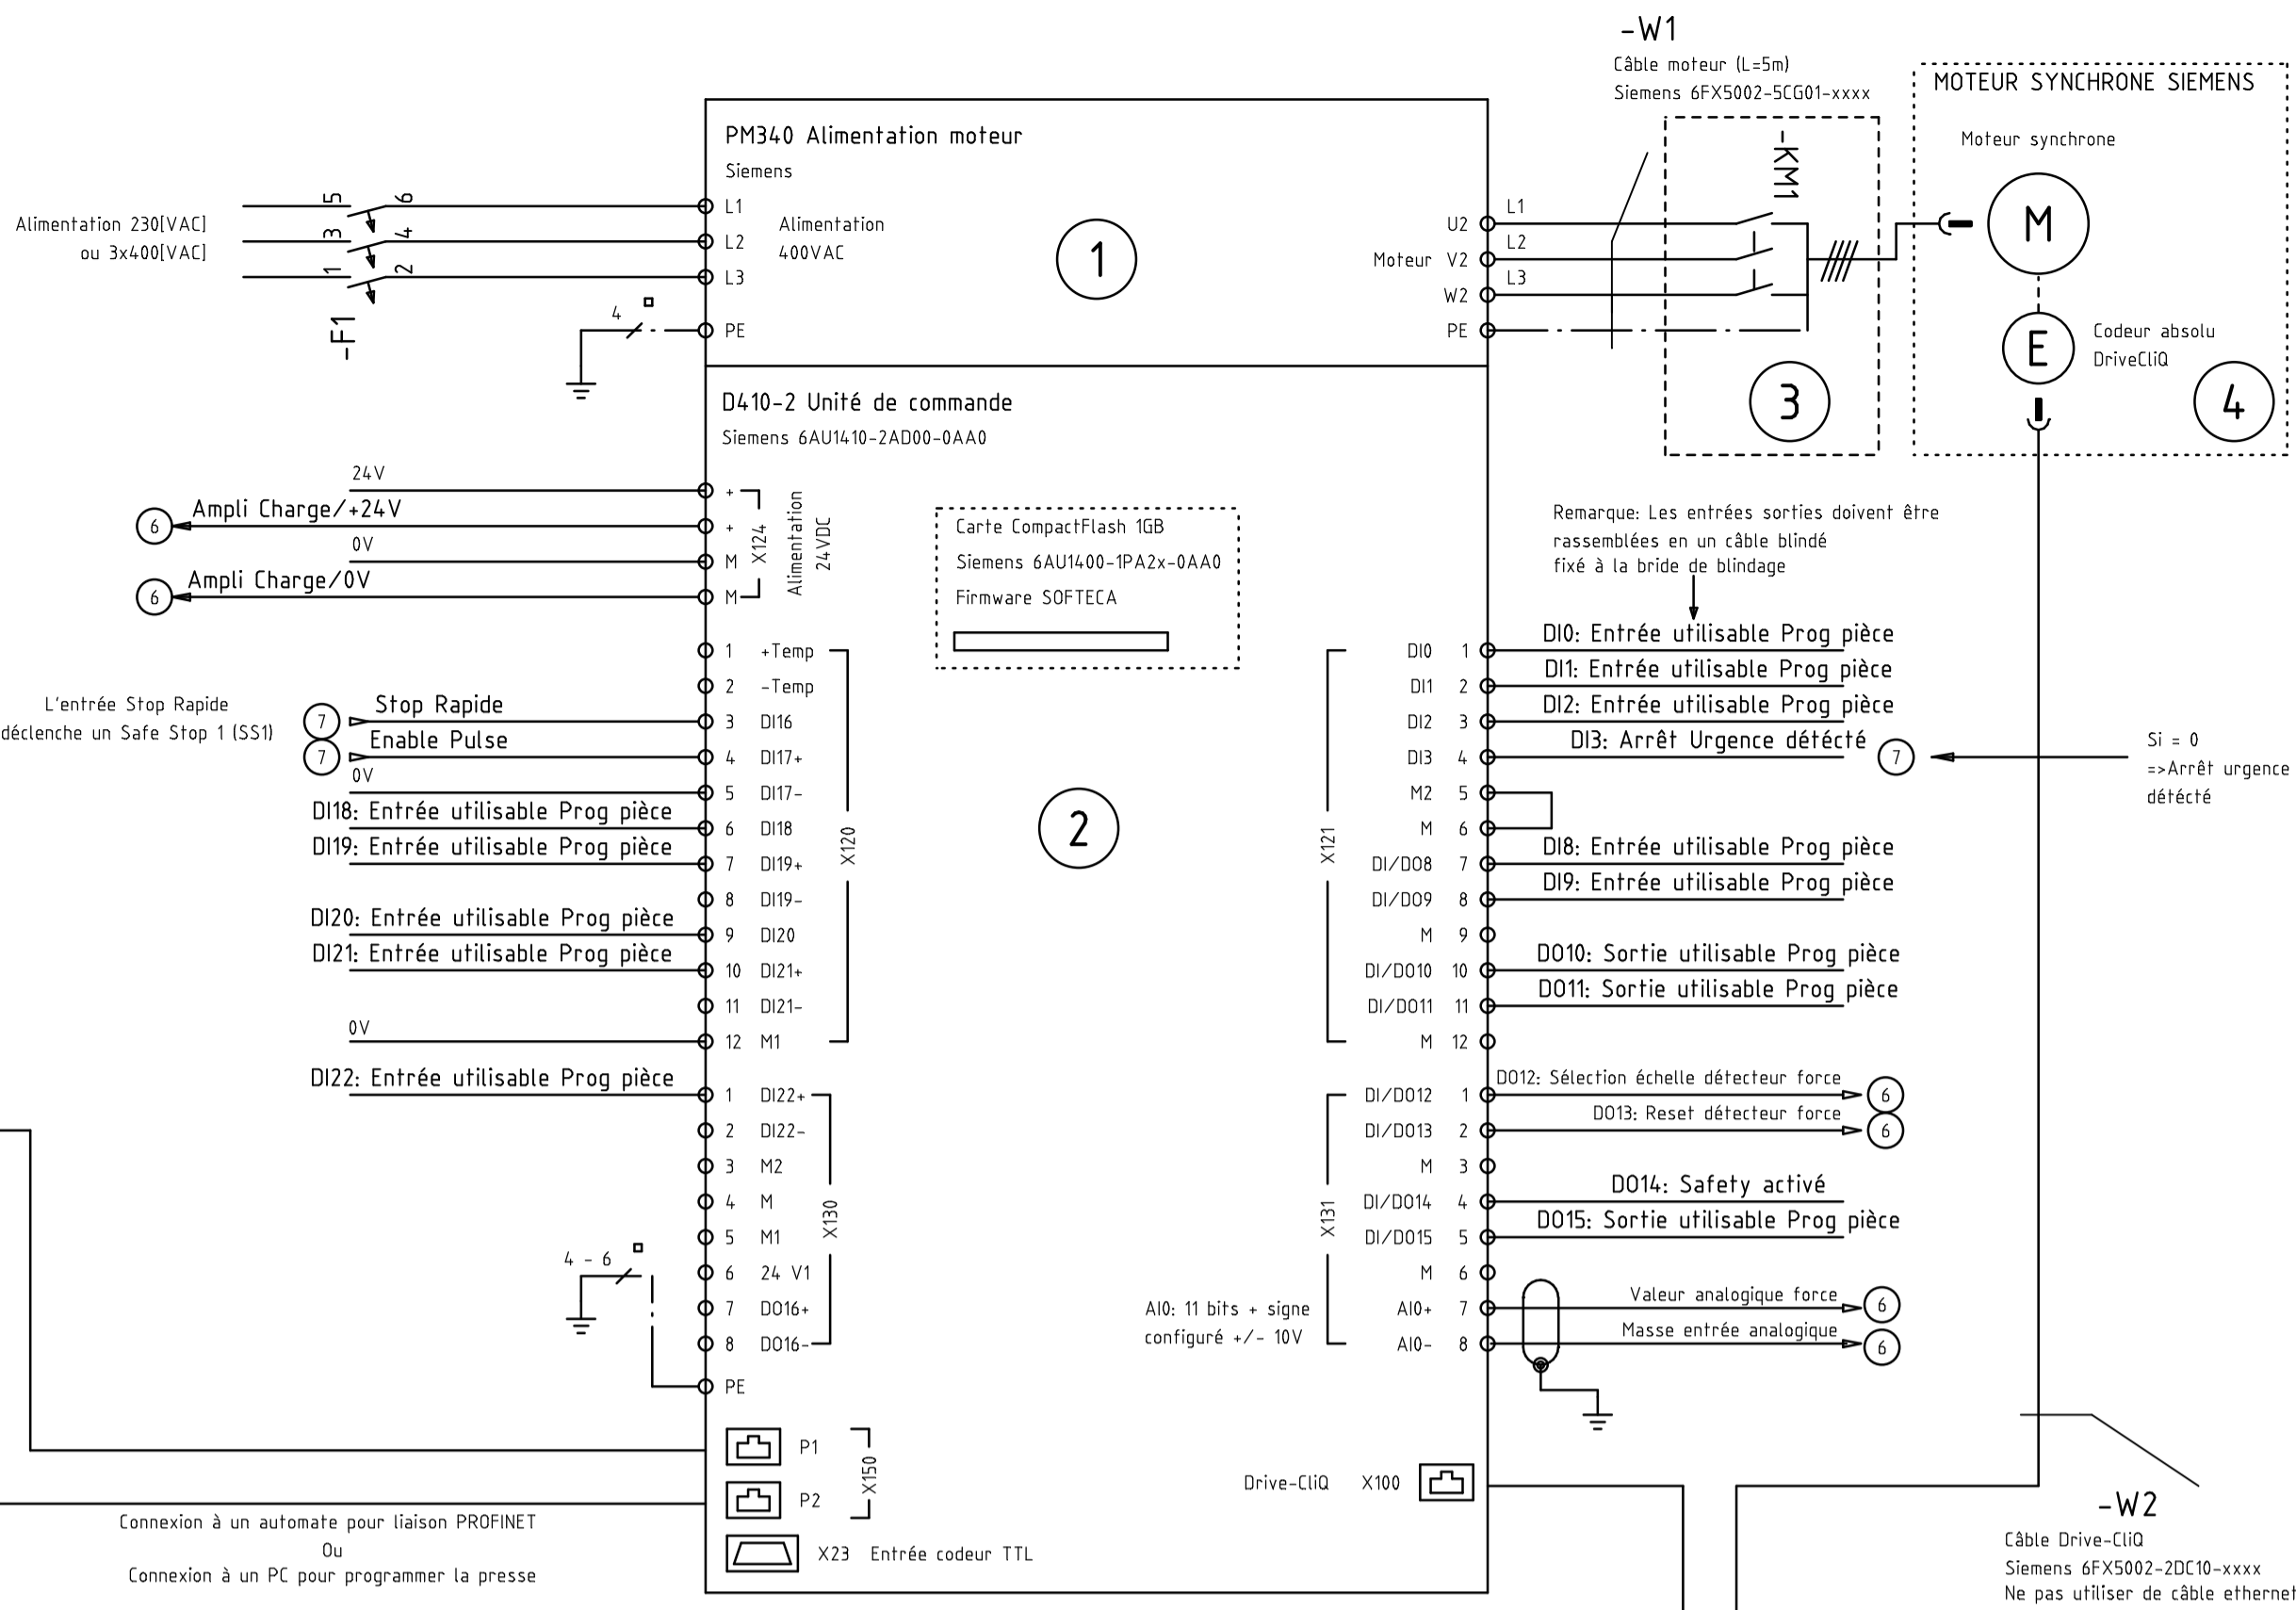 -W1
Câble moteur (L=5m)
Siemens 6FX5002-5CG01-xxxx
MOTEUR SYNCHRONE SIEMENS
Moteur synchrone
M
E
Codeur absolu
DriveCliQ
4
-KM1
3
PM340 Alimentation moteur
Siemens
Alimentation 230[VAC]
ou 3x400[VAC]
5 6
3 4
1 2
-F1
L1
L2
L3
PE
Alimentation
400VAC
1
4
U2 L1
Moteur V2 L2
W2 L3
PE
D410-2 Unité de commande
Siemens 6AU1410-2AD00-0AA0
24V
6 Ampli Charge/+24V
0V
6 Ampli Charge/0V
+
+
M
M
X124
Alimentation
24VDC
Carte CompactFlash 1GB
Siemens 6AU1400-1PA2x-0AA0
Firmware SOFTECA
Remarque: Les entrées sorties doivent être
rassemblées en un câble blindé
fixé à la bride de blindage
L'entrée Stop Rapide
déclenche un Safe Stop 1 (SS1)
1 +Temp
2 -Temp
7 Stop Rapide 3 DI16
7 Enable Pulse 4 DI17+
0V 5 DI17-
DI18: Entrée utilisable Prog pièce 6 DI18
DI19: Entrée utilisable Prog pièce 7 DI19+
8 DI19-
DI20: Entrée utilisable Prog pièce 9 DI20
DI21: Entrée utilisable Prog pièce 10 DI21+
11 DI21-
0V 12 M1
X120
2
DI22: Entrée utilisable Prog pièce 1 DI22+
2 DI22-
3 M2
4 M
5 M1
6 24 V1
7 DO16+
8 DO16-
X130
4 - 6
PE
X121
DI0 1 DI0: Entrée utilisable Prog pièce
DI1 2 DI1: Entrée utilisable Prog pièce
DI2 3 DI2: Entrée utilisable Prog pièce
DI3 4 DI3: Arrêt Urgence détécté 7
Si = 0
=>Arrêt urgence
détécté
M2 5
M 6
DI/DO8 7 DI8: Entrée utilisable Prog pièce
DI/DO9 8 DI9: Entrée utilisable Prog pièce
M 9
DI/DO10 10 DO10: Sortie utilisable Prog pièce
DI/DO11 11 DO11: Sortie utilisable Prog pièce
M 12
X131
DI/DO12 1 DO12: Sélection échelle détecteur force 6
DI/DO13 2 DO13: Reset détecteur force 6
M 3
DI/DO14 4 DO14: Safety activé
DI/DO15 5 DO15: Sortie utilisable Prog pièce
M 6
AI0: 11 bits + signe
configuré +/- 10V
AI0+ 7 Valeur analogique force 6
AI0- 8 Masse entrée analogique 6
P1
P2
X150
X23 Entrée codeur TTL
Drive-CliQ X100
Connexion à un automate pour liaison PROFINET
Ou
Connexion à un PC pour programmer la presse
-W2
Câble Drive-CliQ
Siemens 6FX5002-2DC10-xxxx
Ne pas utiliser de câble ethernet